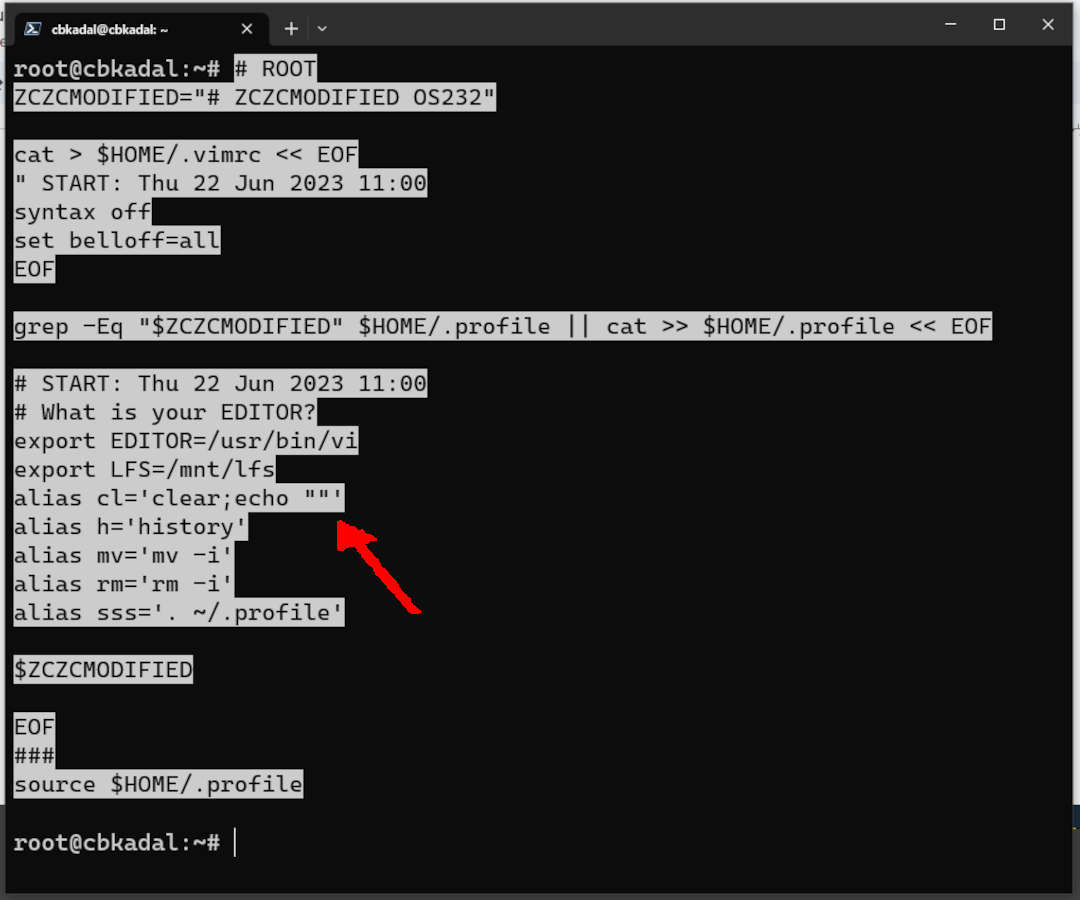 cbkadal@cbkadal: ~
root@cbkadal:~# # ROOT
ZCZCMODIFIED="# ZCZCMODIFIED OS232"
cat > $HOME/.vimrc << EOF
" START: Thu 22 Jun 2023 11:00
syntax off
set belloff=all
EOF
grep -Eq "$ZCZCMODIFIED" $HOME/.profile || cat >> $HOME/.profile << EOF
# START: Thu 22 Jun 2023 11:00
# What is your EDITOR?
export EDITOR=/usr/bin/vi
export LFS=/mnt/lfs
alias cl='clear;echo ""'
alias h='history'
alias mv='mv -i'
alias rm='rm -i'
alias sss='. ~/.profile'
$ZCZCMODIFIED
EOF
###
source $HOME/.profile
root@cbkadal:~#